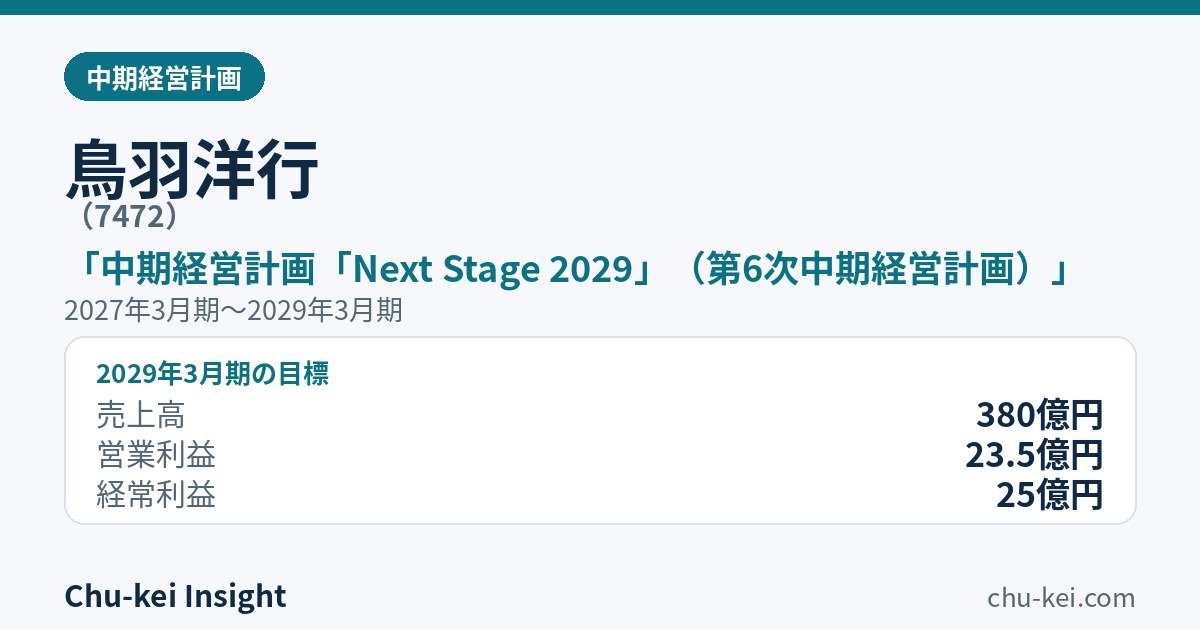 中期経営計画
鳥羽洋行
（7472）
「中期経営計画「Next Stage 2029」（第6次中期経営計画）」
2027年3月期〜2029年3月期
2029年3月期の目標
売上高 380億円
営業利益 23.5億円
経常利益 25億円
Chu-kei Insight chu-kei.com